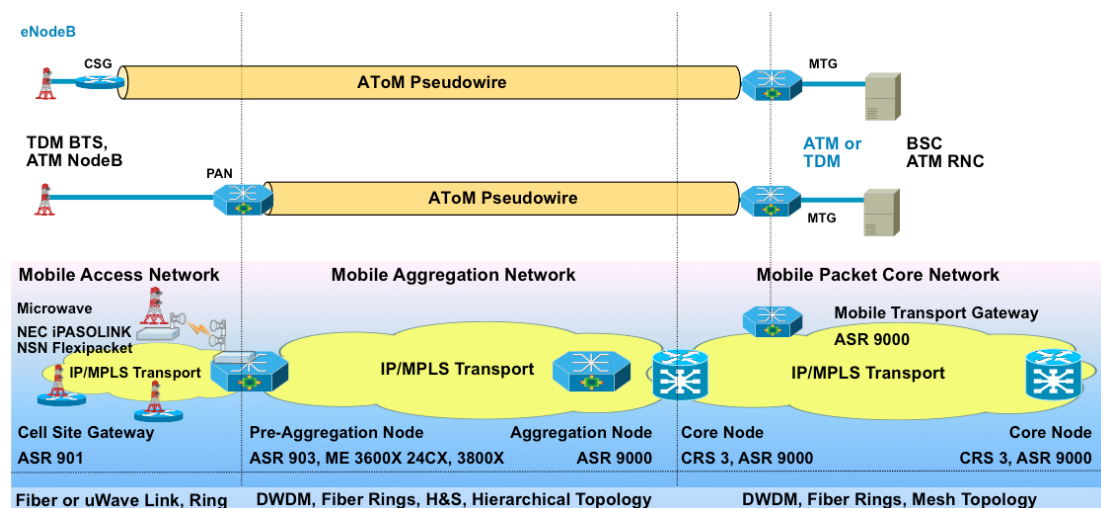 eNodeB
CSG
AToM Pseudowire
MTG
TDM BTS,
ATM NodeB
ATM or
TDM
BSC
ATM RNC
PAN
AToM Pseudowire
MTG
Mobile Access Network
Mobile Aggregation Network
Mobile Packet Core Network
Microwave
NEC iPASOLINK
NSN Flexipacket
IP/MPLS Transport
IP/MPLS Transport
Mobile Transport Gateway
ASR 9000
IP/MPLS Transport
Cell Site Gateway
ASR 901
Pre-Aggregation Node
ASR 903, ME 3600X 24CX, 3800X
Aggregation Node
ASR 9000
Core Node
CRS 3, ASR 9000
Core Node
CRS 3, ASR 9000
Fiber or uWave Link, Ring
DWDM, Fiber Rings, H&S, Hierarchical Topology
DWDM, Fiber Rings, Mesh Topology